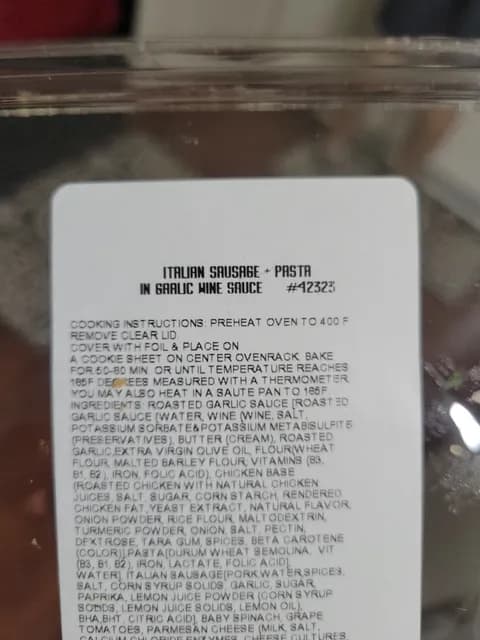 ITALIAN SAUSAGE + PASTA
IN GARLIC WINE SAUCE #42323
COOKING INSTRUCTIONS: PREHEAT OVEN TO 400 F
REMOVE CLEAR LID
COVER WITH FOIL & PLACE ON
A COOKIE SHEET ON CENTER OVENRACK. BAKE
FOR 50-60 MIN. OR UNTIL TEMPERATURE REACHES
165F DEGREES MEASURED WITH A THERMOMETER.
YOU MAY ALSO HEAT IN A SAUTE PAN TO 165F
INGREDIENTS: ROASTED GARLIC SAUCE [ROASTED
GARLIC SAUCE [WATER, WINE (WINE, SALT,
POTASSIUM SORBATE&POTASSIUM METABISULFITE
(PRESERVATIVES), BUTTER (CREAM), ROASTED
GARLIC,EXTRA VIRGIN OLIVE OIL, FLOUR(WHEAT
FLOUR, MALTED BARLEY FLOUR, VITAMINS (B3,
B1, B2), IRON, FOLIC ACID), CHICKEN BASE
(ROASTED CHICKEN WITH NATURAL CHICKEN
JUICES, SALT, SUGAR, CORN STARCH, RENDERED
CHICKEN FAT, YEAST EXTRACT, NATURAL FLAVOR,
ONION POWDER, RICE FLOUR, MALTODEXTRIN,
TURMERIC POWDER, ONION, SALT, PECTIN,
DEXTROSE, TARA GUM, SPICES, BETA CAROTENE
(COLOR)],PASTA[DURUM WHEAT SEMOLINA, VIT
(B3, B1, B2), IRON, LACTATE, FOLIC ACID],
WATER], ITALIAN SAUSAGE[PORK,WATER,SPICES,
SALT, CORN SYRUP SOLIDS, GARLIC, SUGAR,
PAPRIKA, LEMON JUICE POWDER (CORN SYRUP
SOLIDS, LEMON JUICE SOLIDS, LEMON OIL),
BHA,BHT, CITRIC ACID), BABY SPINACH, GRAPE
TOMATOES, PARMESAN CHEESE (MILK, SALT,
CALCIUM CHLORIDE ENZYMES, CHEESE CULTURES